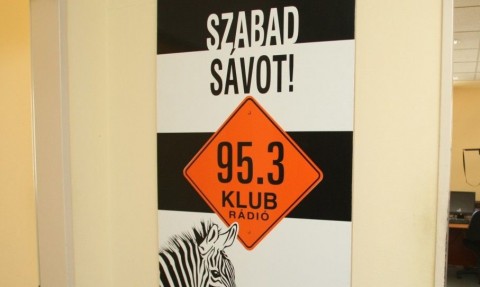 SZABAD
SÁVOT!
95.3
KLUB
RÁDIÓ